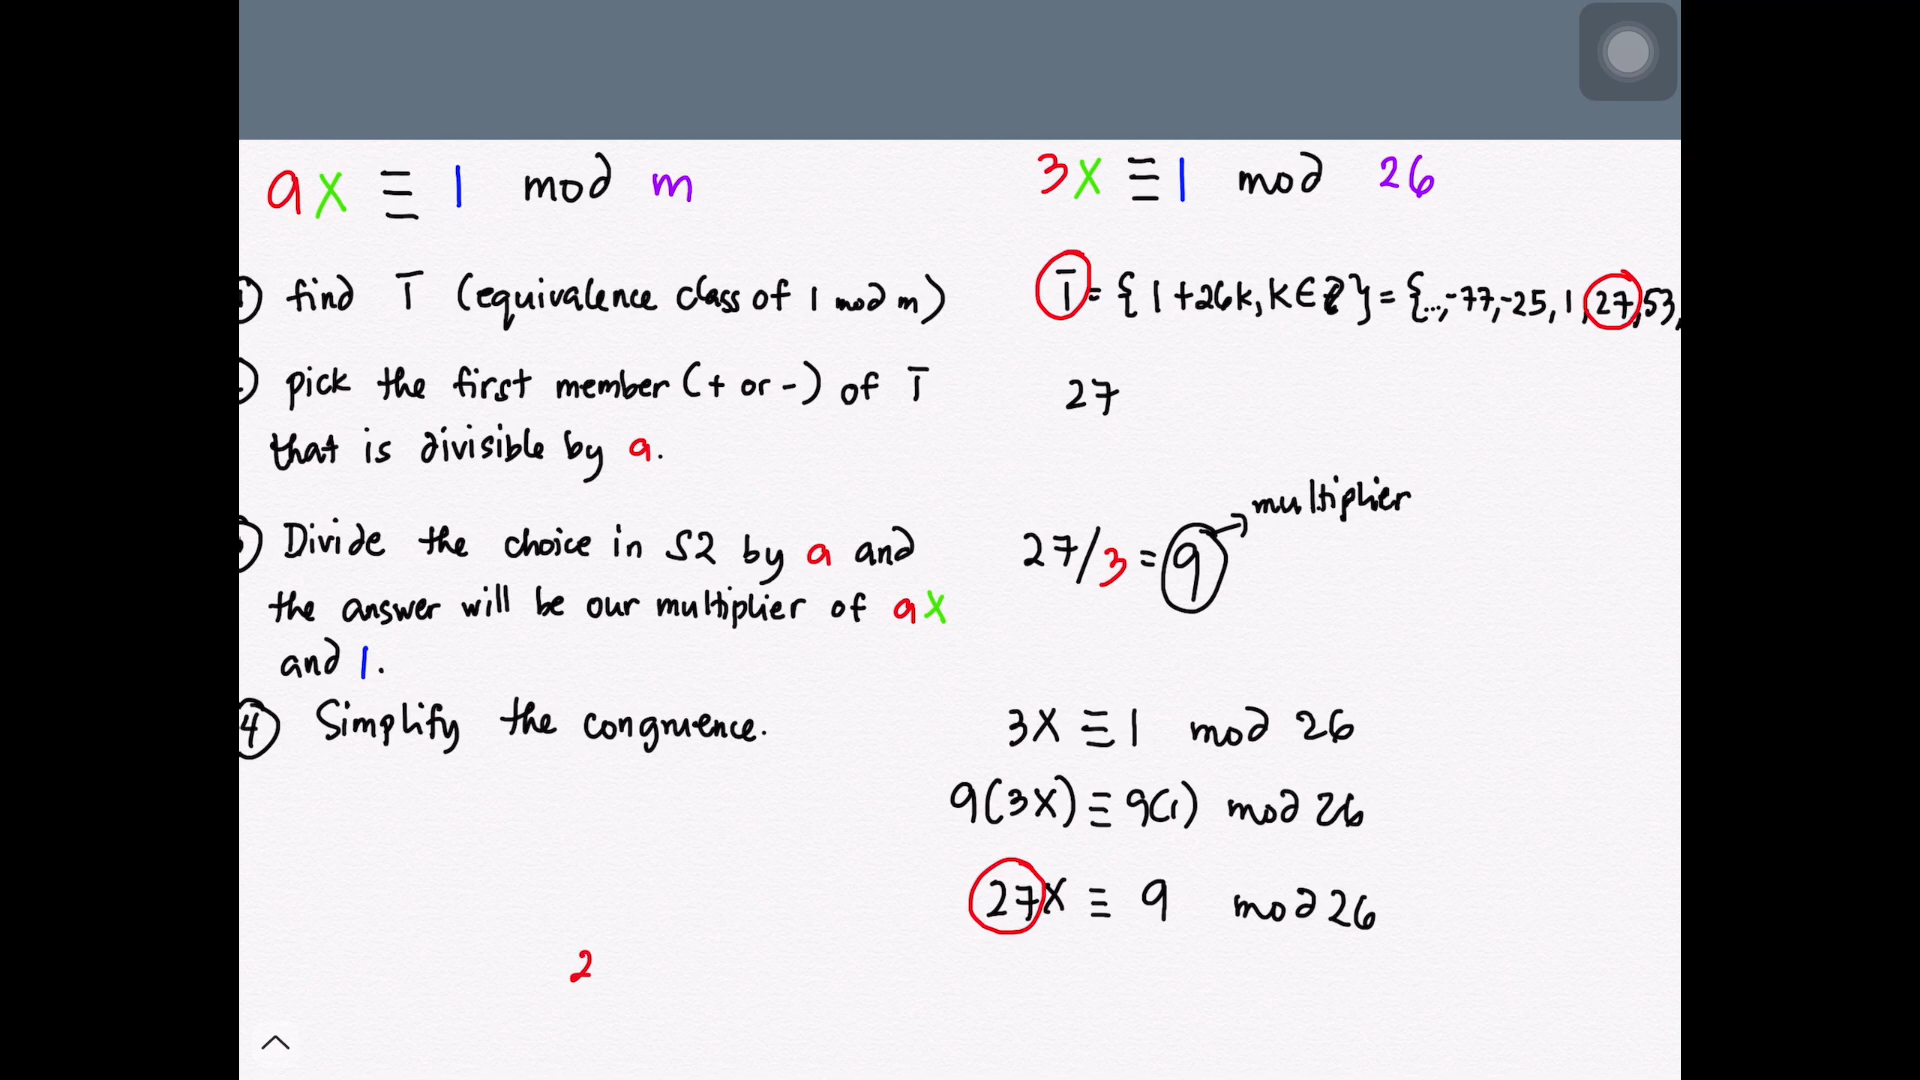 ax ≡ 1 mod m
find 1̄ (equivalence class of 1 mod m)
pick the first member (+ or -) of 1̄
that is divisible by a.
Divide the choice in S2 by a and
the answer will be our multiplier of ax
and 1.
④ Simplify the congruence.
2
3x ≡ 1 mod 26
1̄ = { 1+26k, k∈ℤ } = {..., -77, -25, 1, 27, 53,
27
multiplier
27/3 = 9
3x ≡ 1 mod 26
9(3x) ≡ 9(1) mod 26
27x ≡ 9 mod 26